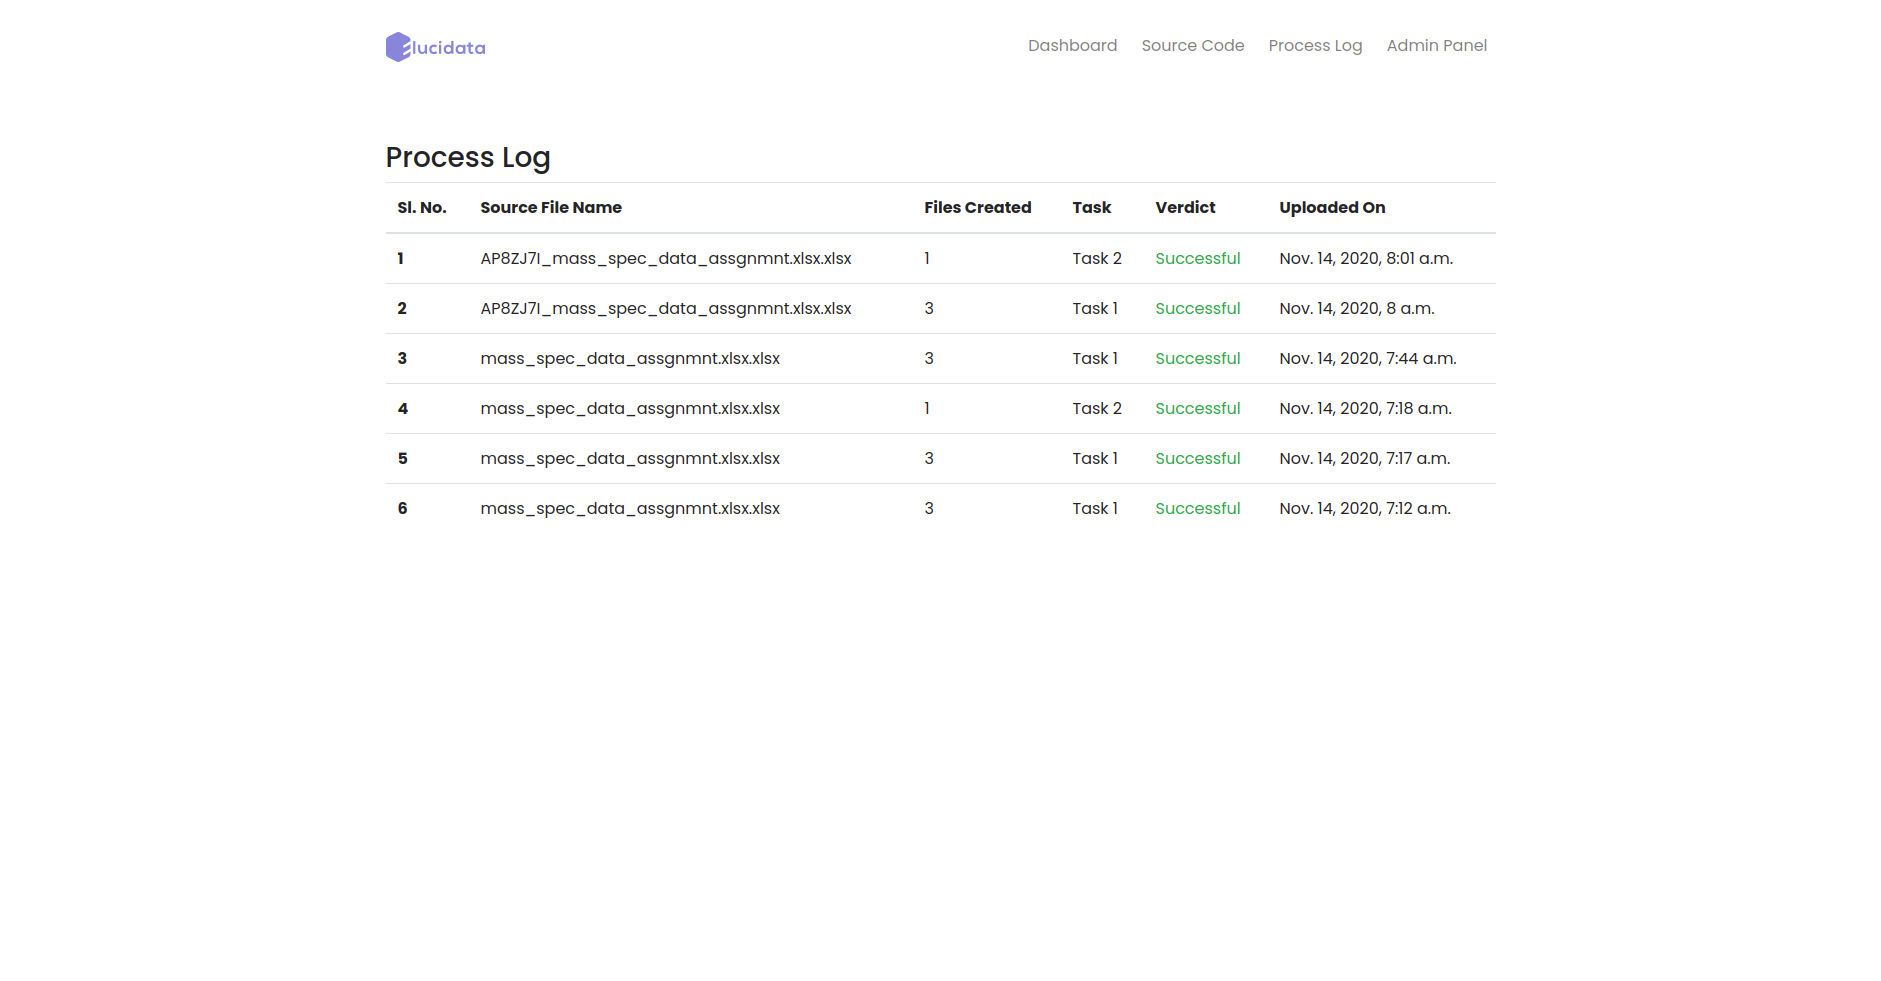 Elucidata
Dashboard Source Code Process Log Admin Panel
Process Log
Sl. No. Source File Name Files Created Task Verdict Uploaded On
1 AP8ZJ7I_mass_spec_data_assgnmnt.xlsx.xlsx 1 Task 2 Successful Nov. 14, 2020, 8:01 a.m.
2 AP8ZJ7I_mass_spec_data_assgnmnt.xlsx.xlsx 3 Task 1 Successful Nov. 14, 2020, 8 a.m.
3 mass_spec_data_assgnmnt.xlsx.xlsx 3 Task 1 Successful Nov. 14, 2020, 7:44 a.m.
4 mass_spec_data_assgnmnt.xlsx.xlsx 1 Task 2 Successful Nov. 14, 2020, 7:18 a.m.
5 mass_spec_data_assgnmnt.xlsx.xlsx 3 Task 1 Successful Nov. 14, 2020, 7:17 a.m.
6 mass_spec_data_assgnmnt.xlsx.xlsx 3 Task 1 Successful Nov. 14, 2020, 7:12 a.m.